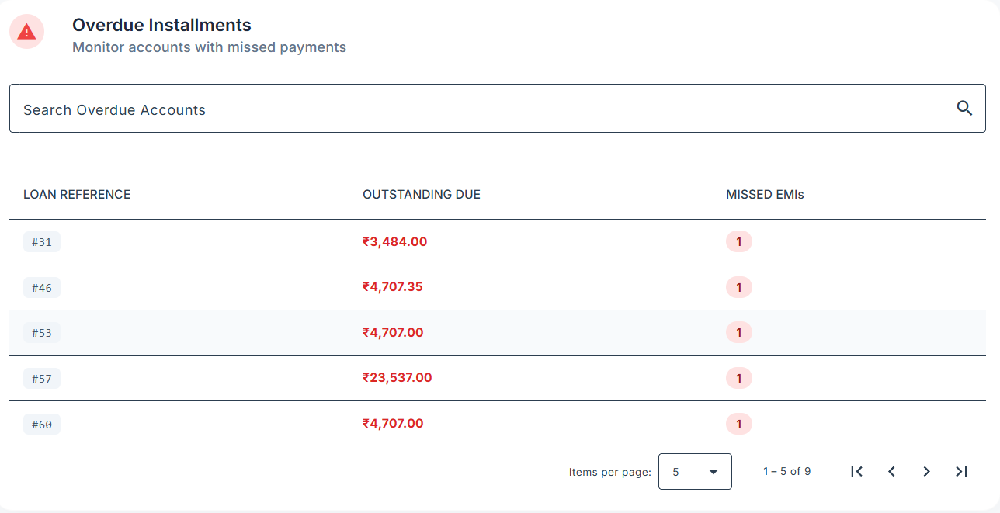 Overdue Installments
Monitor accounts with missed payments
Search Overdue Accounts
LOAN REFERENCE OUTSTANDING DUE MISSED EMIs
#31 ₹3,484.00 1
#46 ₹4,707.35 1
#53 ₹4,707.00 1
#57 ₹23,537.00 1
#60 ₹4,707.00 1
Items per page: 5 1 – 5 of 9